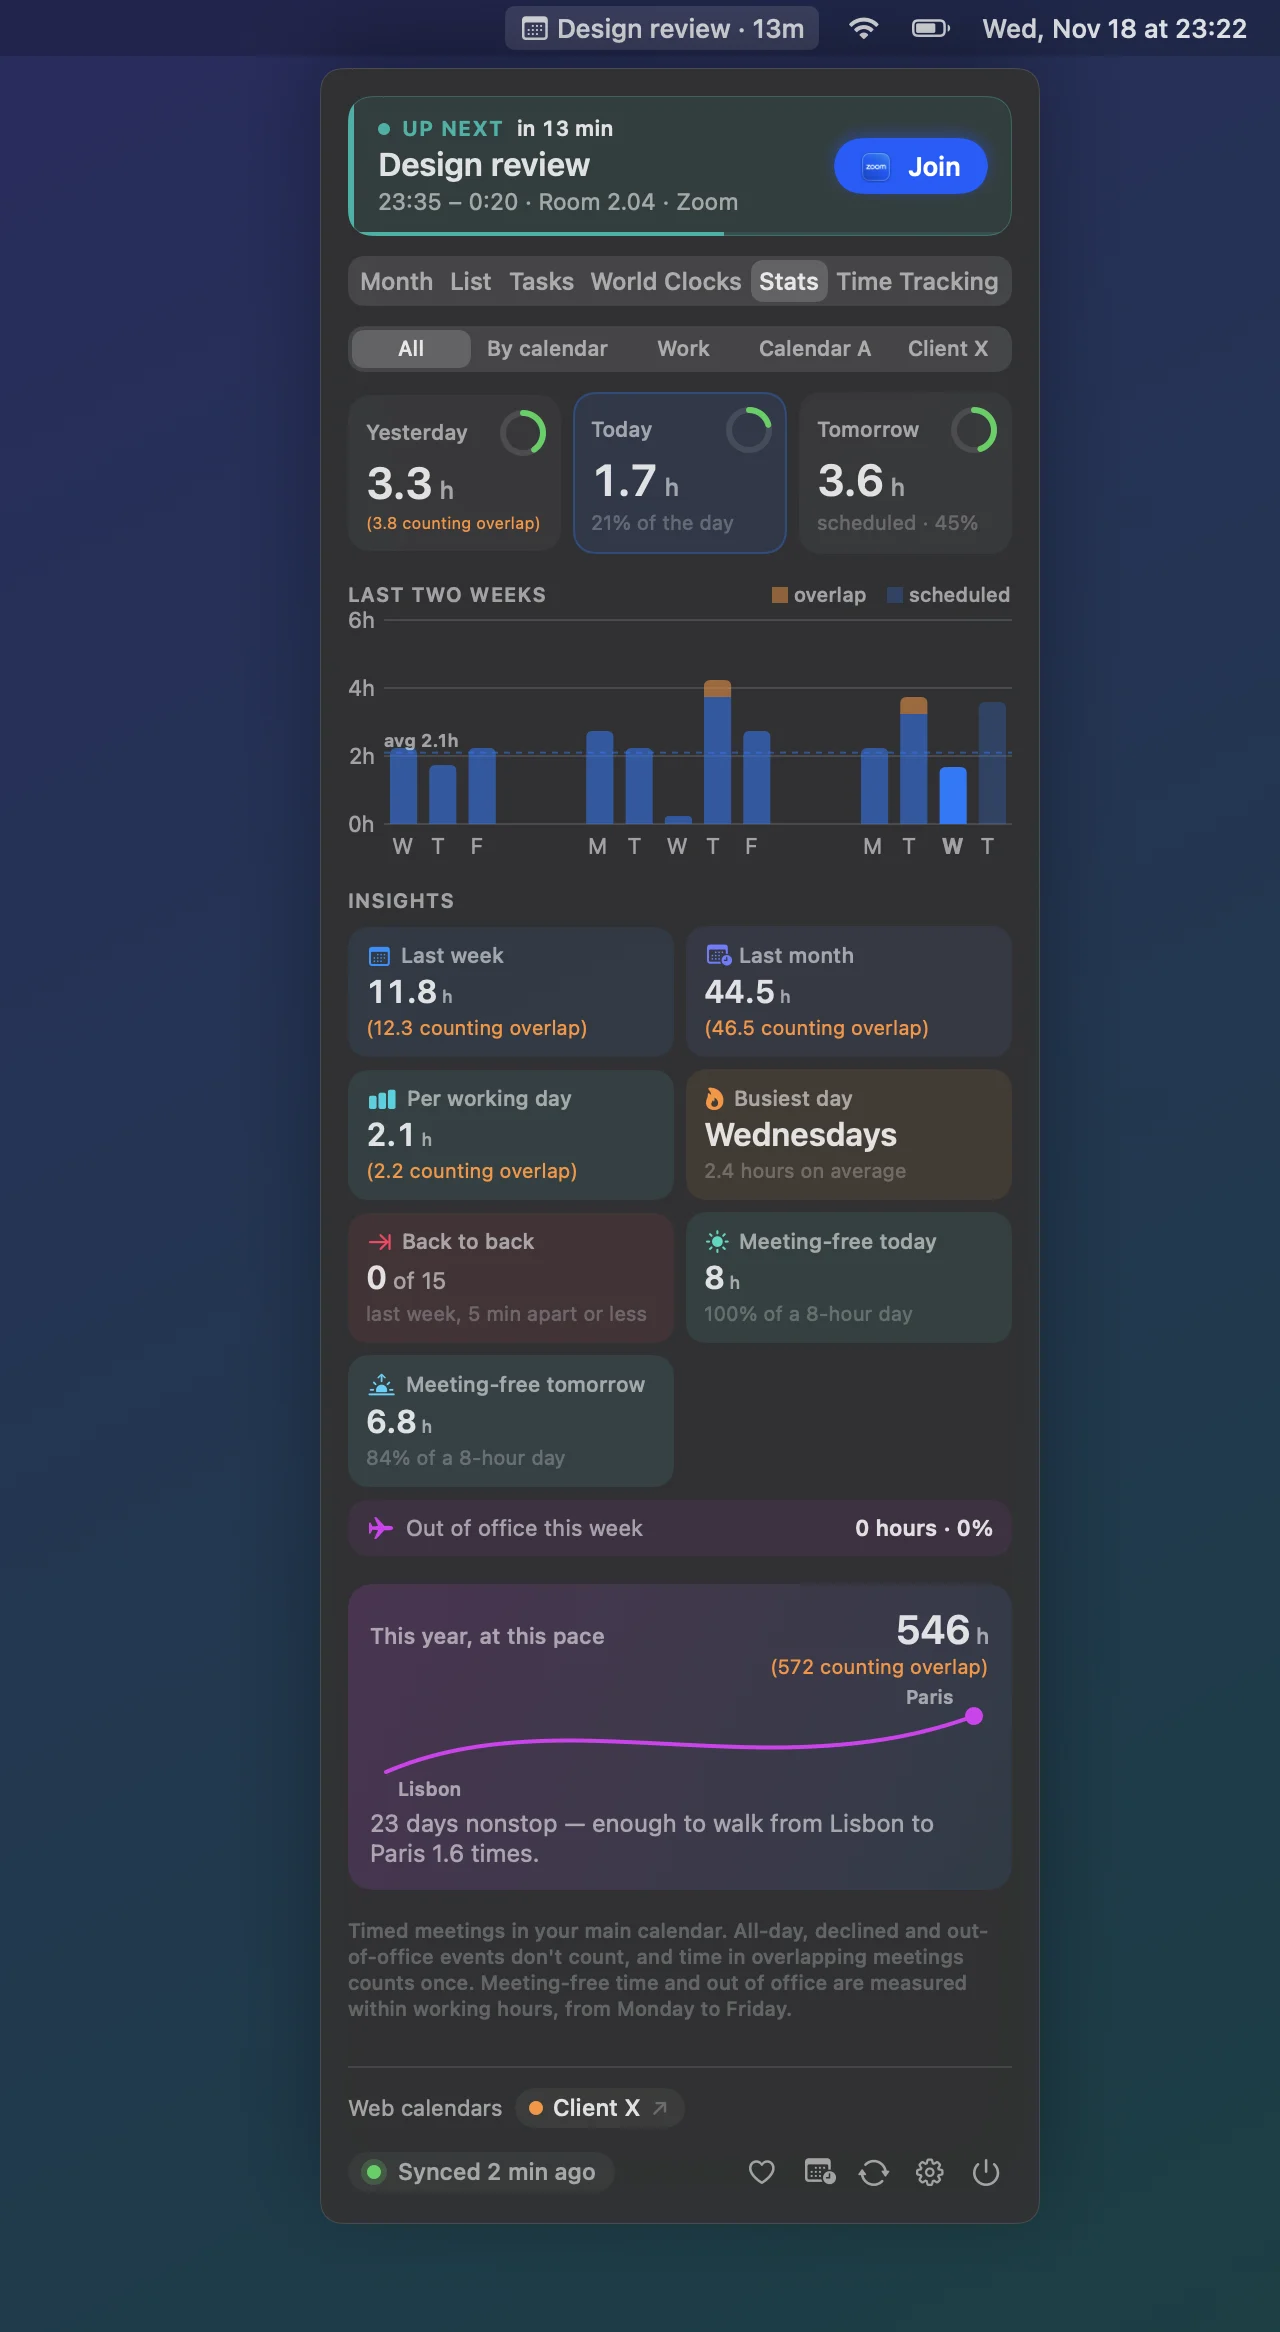 Design review · 13m
Wed, Nov 18 at 23:22
UP NEXT in 13 min
Design review
23:35 – 0:20 · Room 2.04 · Zoom
zoom Join
Month List Tasks World Clocks Stats Time Tracking
All By calendar Work Calendar A Client X
Yesterday
3.3 h
(3.8 counting overlap)
Today
1.7 h
21% of the day
Tomorrow
3.6 h
scheduled · 45%
LAST TWO WEEKS
overlap scheduled
6h
4h
avg 2.1h
2h
0h
W T F M T W T F M T W T
INSIGHTS
Last week
11.8 h
(12.3 counting overlap)
Last month
44.5 h
(46.5 counting overlap)
Per working day
2.1 h
(2.2 counting overlap)
Busiest day
Wednesdays
2.4 hours on average
Back to back
0 of 15
last week, 5 min apart or less
Meeting-free today
8 h
100% of a 8-hour day
Meeting-free tomorrow
6.8 h
84% of a 8-hour day
Out of office this week 0 hours · 0%
This year, at this pace
546 h
(572 counting overlap)
Paris
Lisbon
23 days nonstop — enough to walk from Lisbon to
Paris 1.6 times.
Timed meetings in your main calendar. All-day, declined and out-
of-office events don't count, and time in overlapping meetings
counts once. Meeting-free time and out of office are measured
within working hours, from Monday to Friday.
Web calendars Client X
Synced 2 min ago